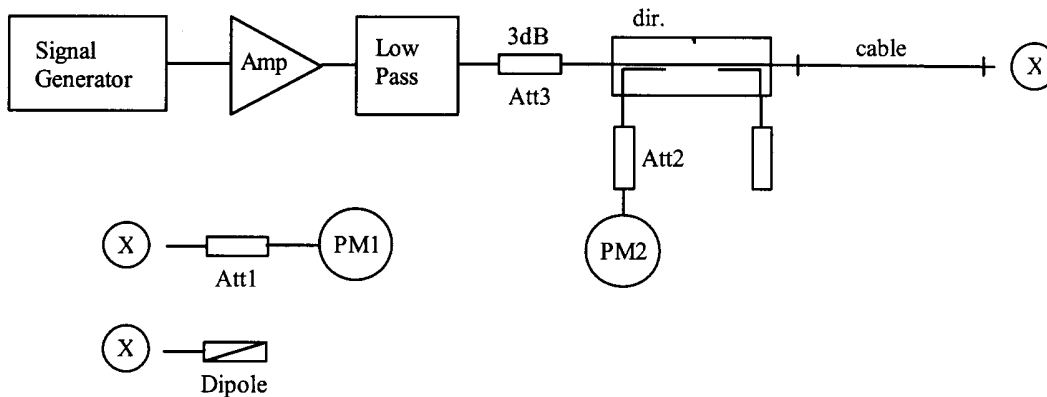 dir.
3dB
cable
Signal
Generator
Amp
Low
Pass
X
Att3
Att2
X
PM1
PM2
Att1
X
Dipole